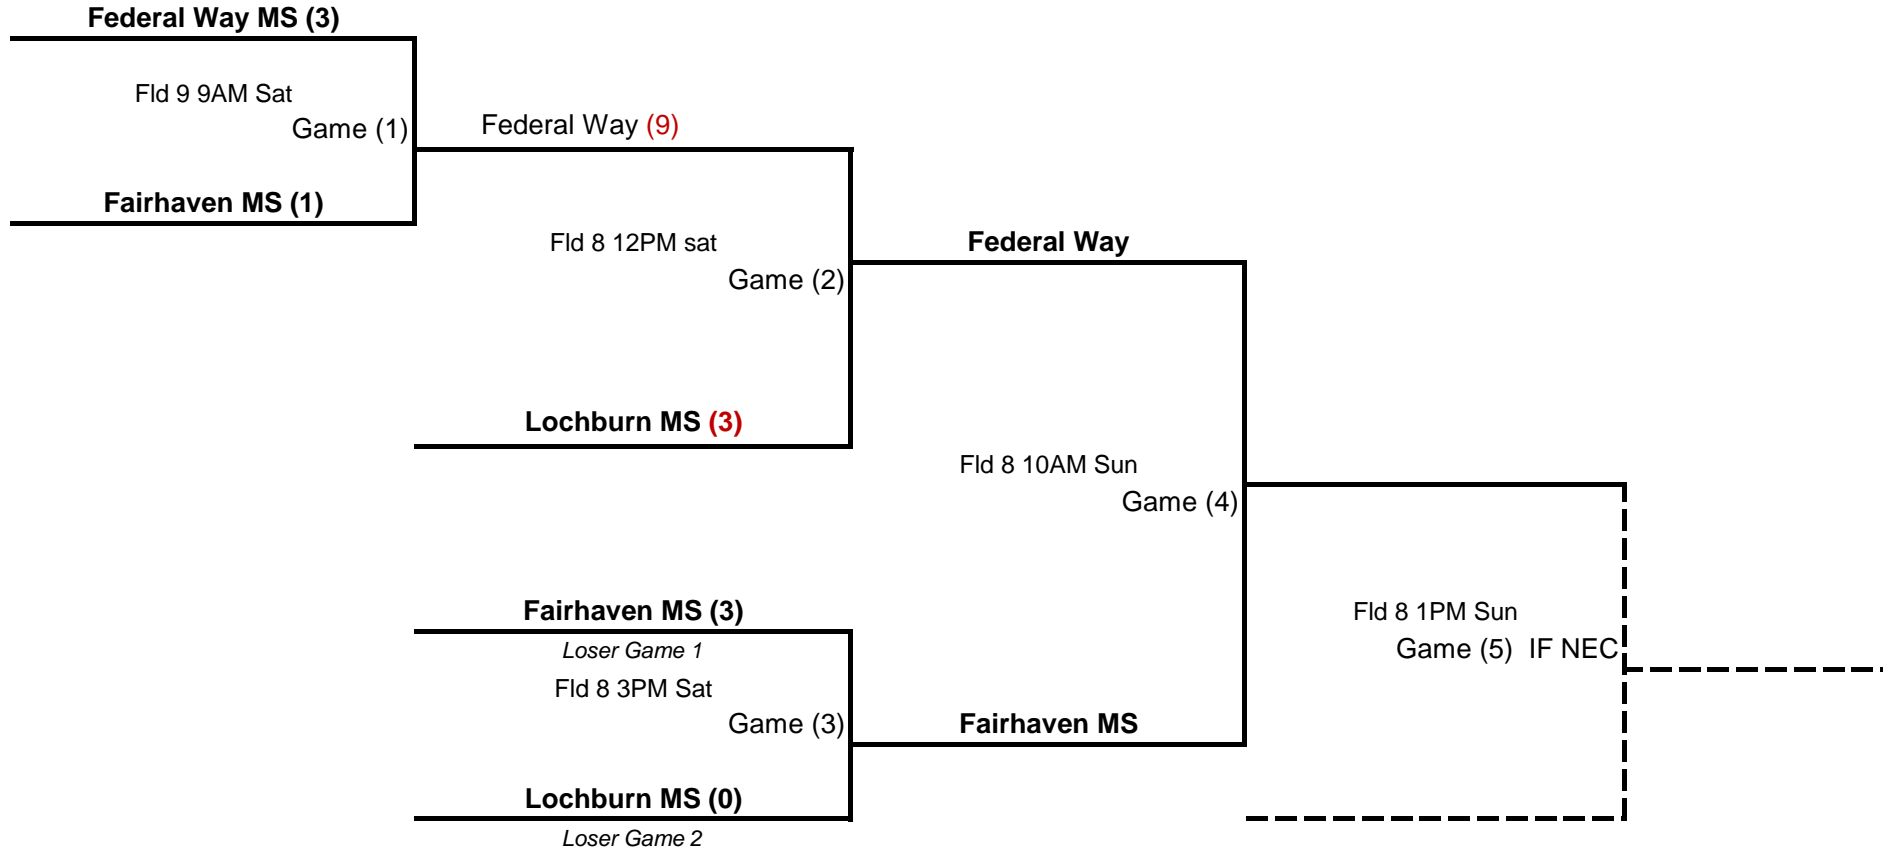 Federal Way MS (3)
Fld 9 9AM Sat
Game (1)
Federal Way (9)
Fairhaven MS (1)
Fld 8 12PM sat
Game (2)
Federal Way
Lochburn MS (3)
Fld 8 10AM Sun
Game (4)
Fairhaven MS (3)
Loser Game 1
Fld 8 3PM Sat
Game (3)
Fairhaven MS
Fld 8 1PM Sun
Game (5) IF NEC
Lochburn MS (0)
Loser Game 2